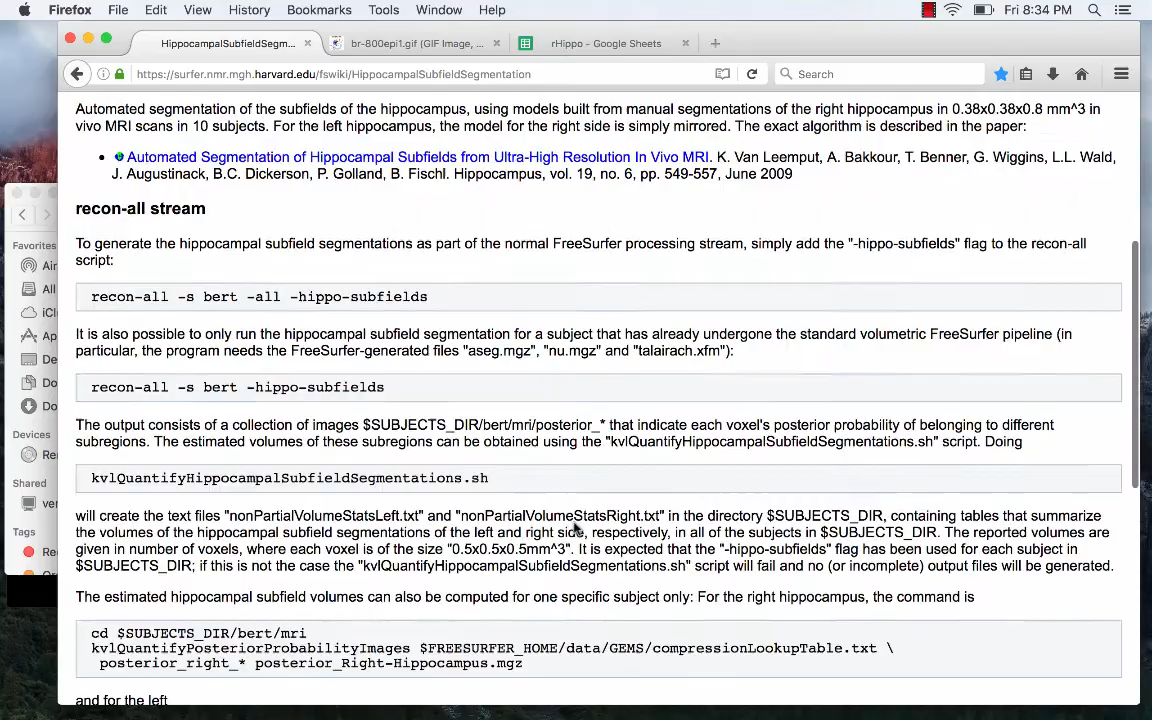 Firefox File Edit View History Bookmarks Tools Window Help Fri 8:34 PM
HippocampalSubfieldSegm... br-800epi1.gif (GIF Image, ... rHippo - Google Sheets
https://surfer.nmr.mgh.harvard.edu/fswiki/HippocampalSubfieldSegmentation Search
Automated segmentation of the subfields of the hippocampus, using models built from manual segmentations of the right hippocampus in 0.38x0.38x0.8 mm^3 in
vivo MRI scans in 10 subjects. For the left hippocampus, the model for the right side is simply mirrored. The exact algorithm is described in the paper:
• Automated Segmentation of Hippocampal Subfields from Ultra-High Resolution In Vivo MRI. K. Van Leemput, A. Bakkour, T. Benner, G. Wiggins, L.L. Wald,
J. Augustinack, B.C. Dickerson, P. Golland, B. Fischl. Hippocampus, vol. 19, no. 6, pp. 549-557, June 2009
recon-all stream
To generate the hippocampal subfield segmentations as part of the normal FreeSurfer processing stream, simply add the "-hippo-subfields" flag to the recon-all
script:
recon-all -s bert -all -hippo-subfields
It is also possible to only run the hippocampal subfield segmentation for a subject that has already undergone the standard volumetric FreeSurfer pipeline (in
particular, the program needs the FreeSurfer-generated files "aseg.mgz", "nu.mgz" and "talairach.xfm"):
recon-all -s bert -hippo-subfields
The output consists of a collection of images $SUBJECTS_DIR/bert/mri/posterior_* that indicate each voxel's posterior probability of belonging to different
subregions. The estimated volumes of these subregions can be obtained using the "kvlQuantifyHippocampalSubfieldSegmentations.sh" script. Doing
kvlQuantifyHippocampalSubfieldSegmentations.sh
will create the text files "nonPartialVolumeStatsLeft.txt" and "nonPartialVolumeStatsRight.txt" in the directory $SUBJECTS_DIR, containing tables that summarize
the volumes of the hippocampal subfield segmentations of the left and right side, respectively, in all of the subjects in $SUBJECTS_DIR. The reported volumes are
given in number of voxels, where each voxel is of the size "0.5x0.5x0.5mm^3". It is expected that the "-hippo-subfields" flag has been used for each subject in
$SUBJECTS_DIR; if this is not the case the "kvlQuantifyHippocampalSubfieldSegmentations.sh" script will fail and no (or incomplete) output files will be generated.
The estimated hippocampal subfield volumes can also be computed for one specific subject only: For the right hippocampus, the command is
cd $SUBJECTS_DIR/bert/mri
kvlQuantifyPosteriorProbabilityImages $FREESURFER_HOME/data/GEMS/compressionLookupTable.txt \
posterior_right_* posterior_Right-Hippocampus.mgz
and for the left
Favorites
Air
All
iCl
Ap
De
Do
Do
Devices
Re
Shared
ver
Tags
Re